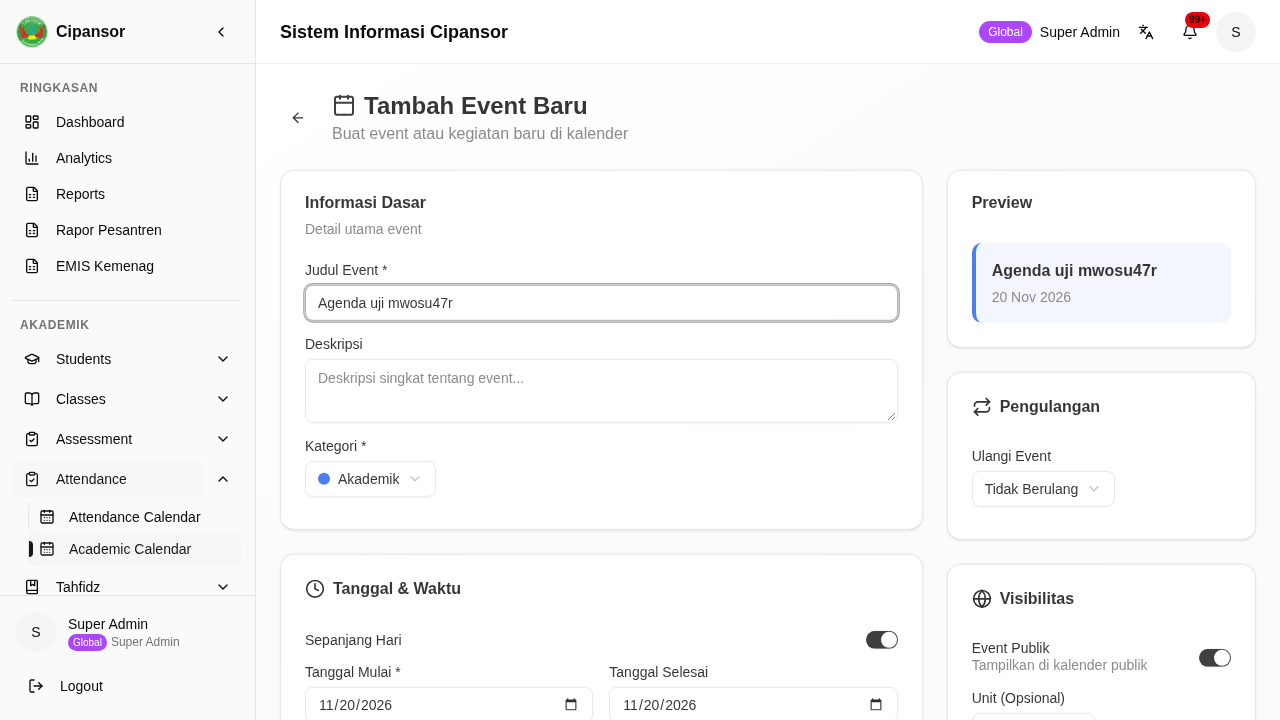 Cipansor
RINGKASAN
Dashboard
Analytics
Reports
Rapor Pesantren
EMIS Kemenag
AKADEMIK
Students
Classes
Assessment
Attendance
Attendance Calendar
Academic Calendar
Tahfidz
S
Super Admin
Global Super Admin
Logout
Sistem Informasi Cipansor
Global Super Admin
99+
S
Tambah Event Baru
Buat event atau kegiatan baru di kalender
Informasi Dasar
Detail utama event
Judul Event *
Agenda uji mwosu47r
Deskripsi
Deskripsi singkat tentang event...
Kategori *
Akademik
Tanggal & Waktu
Sepanjang Hari
Tanggal Mulai *
11/20/2026
Tanggal Selesai
11/20/2026
Preview
Agenda uji mwosu47r
20 Nov 2026
Pengulangan
Ulangi Event
Tidak Berulang
Visibilitas
Event Publik
Tampilkan di kalender publik
Unit (Opsional)